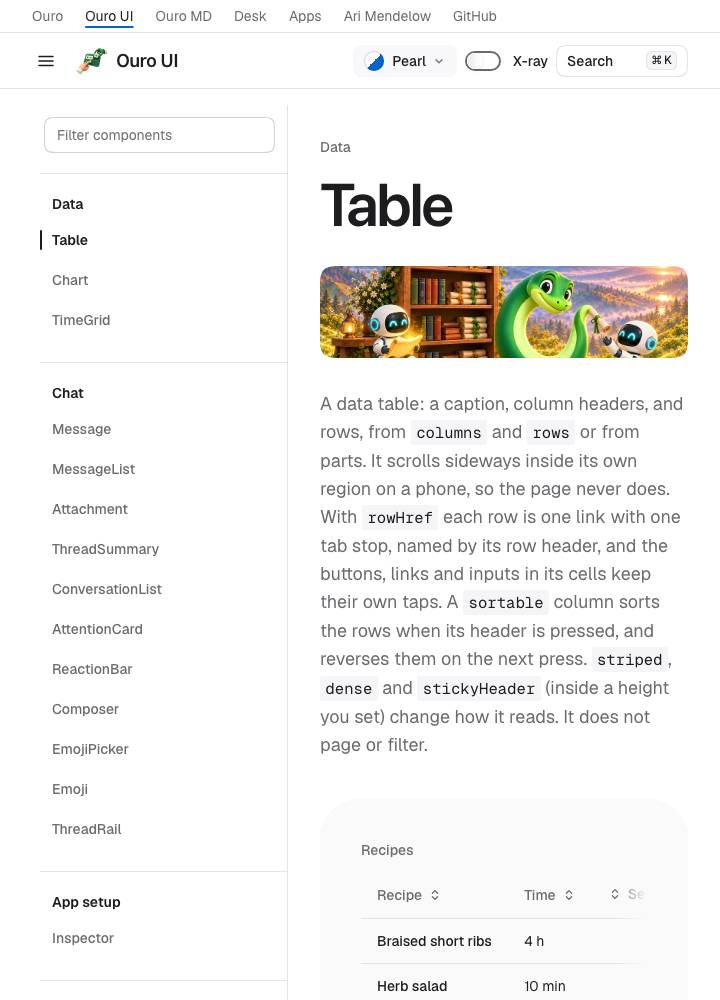 Ouro
Ouro UI
Ouro MD
Desk
Apps
Ari Mendelow
GitHub
Ouro UI
Pearl
X-ray
Search
⌘ K
Filter components
Data
Table
Chart
TimeGrid
Chat
Message
MessageList
Attachment
ThreadSummary
ConversationList
AttentionCard
ReactionBar
Composer
EmojiPicker
Emoji
ThreadRail
App setup
Inspector
Data
Table
A data table: a caption, column headers, and
rows, from columns and rows or from
parts. It scrolls sideways inside its own
region on a phone, so the page never does.
With rowHref each row is one link with one
tab stop, named by its row header, and the
buttons, links and inputs in its cells keep
their own taps. A sortable column sorts
the rows when its header is pressed, and
reverses them on the next press. striped,
dense and stickyHeader (inside a height
you set) change how it reads. It does not
page or filter.
Recipes
Recipe Time
Braised short ribs 4 h
Herb salad 10 min